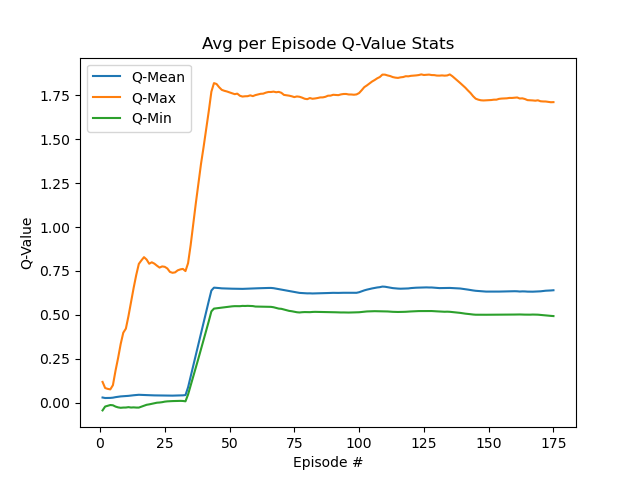 Avg per Episode Q-Value Stats
Q-Mean
Q-Max
Q-Min
Q-Value
1.75
1.50
1.25
1.00
0.75
0.50
0.25
0.00
0 25 50 75 100 125 150 175
Episode #